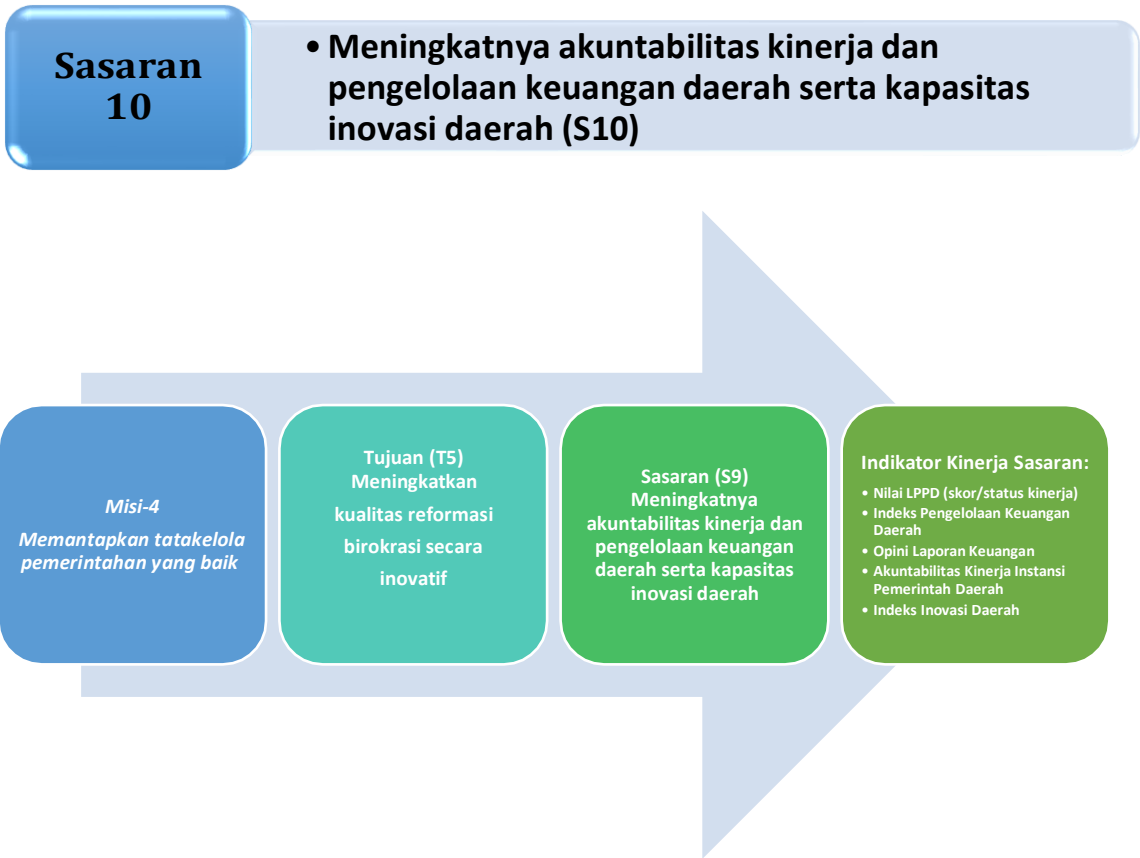 Sasaran
10
• Meningkatnya akuntabilitas kinerja dan
pengelolaan keuangan daerah serta kapasitas
inovasi daerah (S10)
Misi-4
Memantapkan tatakelola
pemerintahan yang baik
Tujuan (T5)
Meningkatkan
kualitas reformasi
birokrasi secara
inovatif
Sasaran (S9)
Meningkatnya
akuntabilitas kinerja dan
pengelolaan keuangan
daerah serta kapasitas
inovasi daerah
Indikator Kinerja Sasaran:
• Nilai LPPD (skor/status kinerja)
• Indeks Pengelolaan Keuangan
Daerah
• Opini Laporan Keuangan
• Akuntabilitas Kinerja Instansi
Pemerintah Daerah
• Indeks Inovasi Daerah